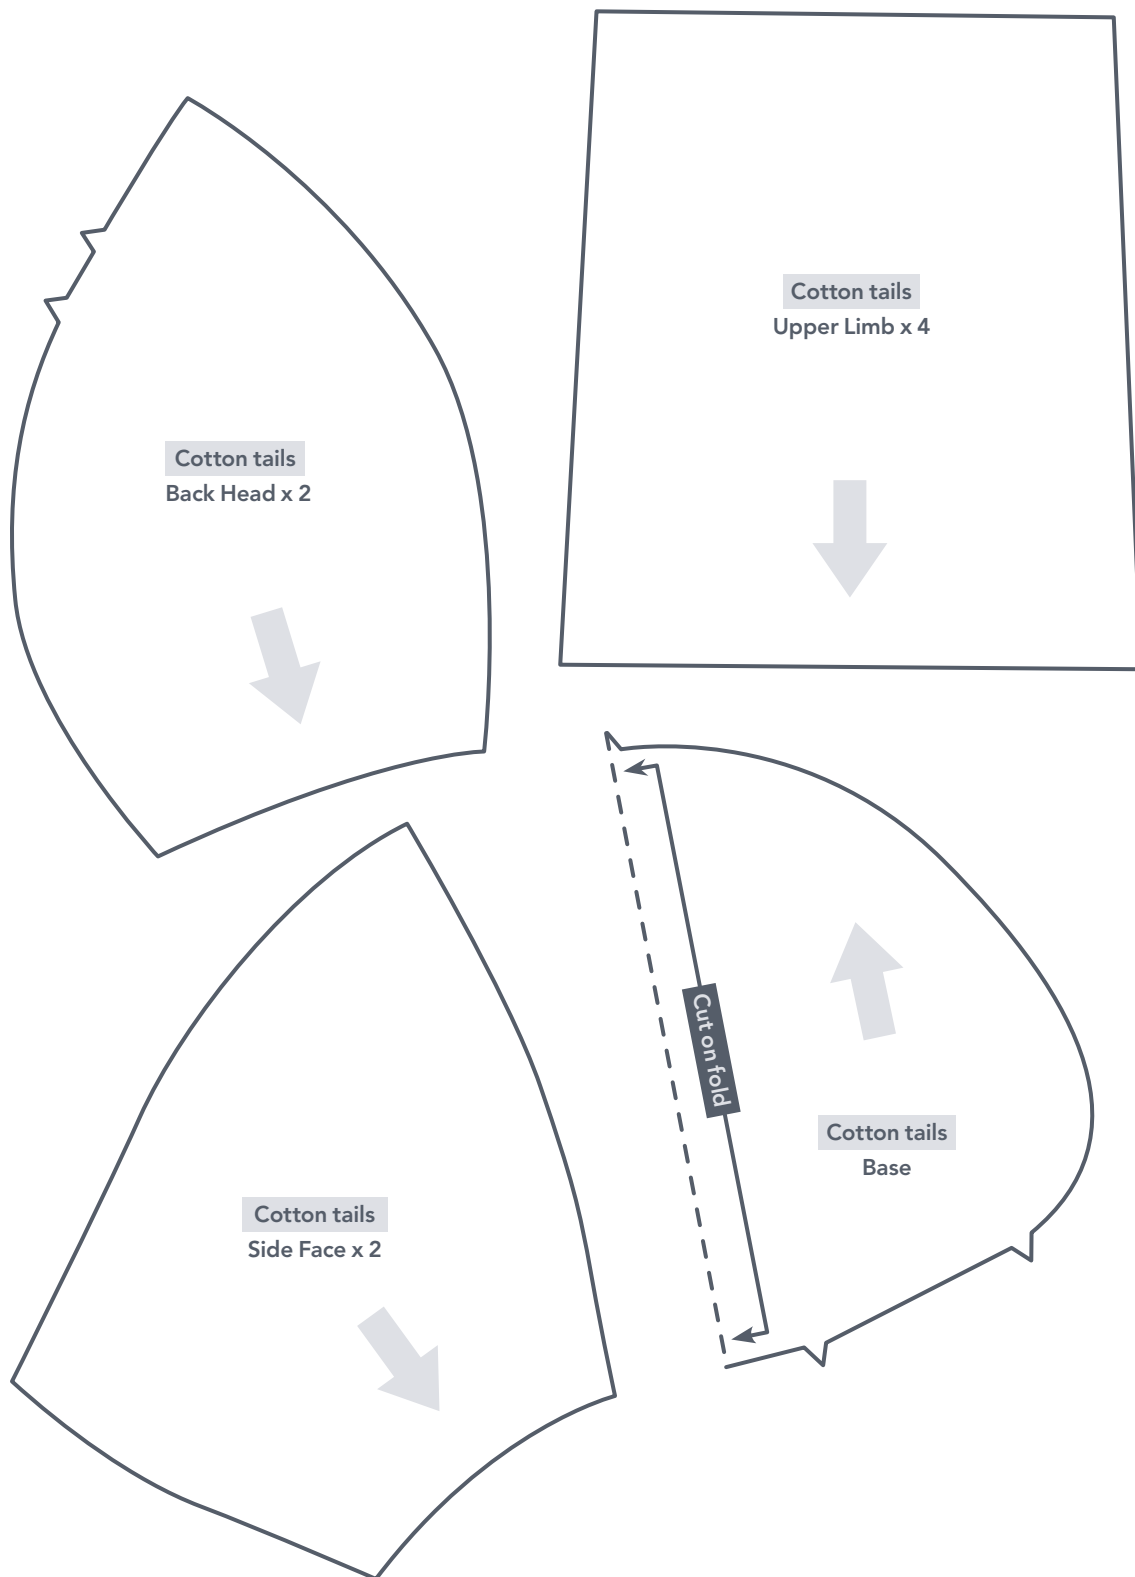 Cotton tails
Upper Limb x 4
Cotton tails
Back Head x 2
Cut on fold
Cotton tails
Base
Cotton tails
Side Face x 2